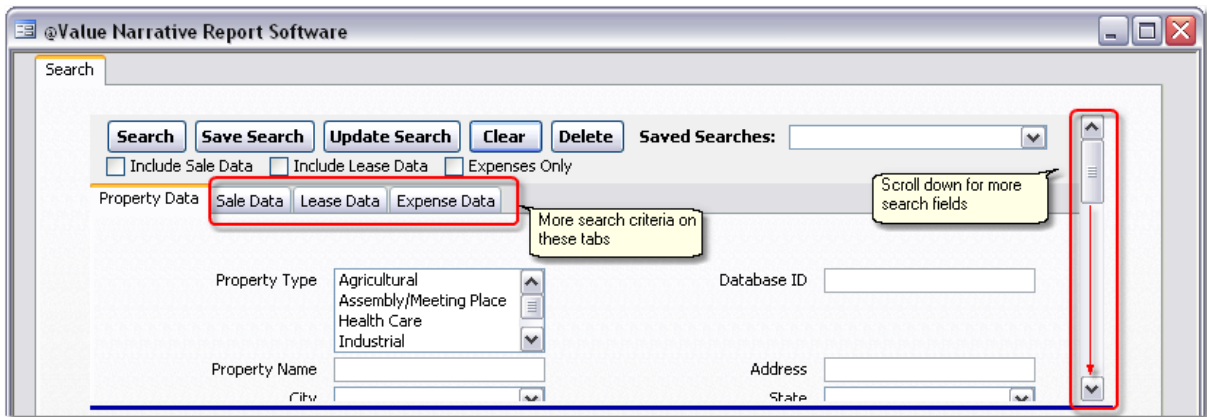 @Value Narrative Report Software
Search
Search Save Search Update Search Clear Delete Saved Searches:
Include Sale Data Include Lease Data Expenses Only
Property Data Sale Data Lease Data Expense Data
Scroll down for more
search fields
More search criteria on
these tabs
Property Type Agricultural Database ID
Assembly/Meeting Place
Health Care
Industrial
Property Name Address
City State